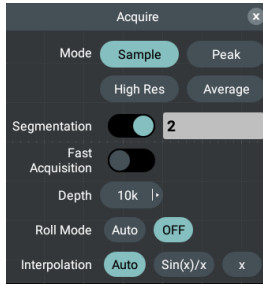 Acquire x
Mode Sample Peak
High Res Average
Segmentation 2
Fast
Acquisition
Depth 10k
Roll Mode Auto OFF
Interpolation Auto Sin(x)/x x